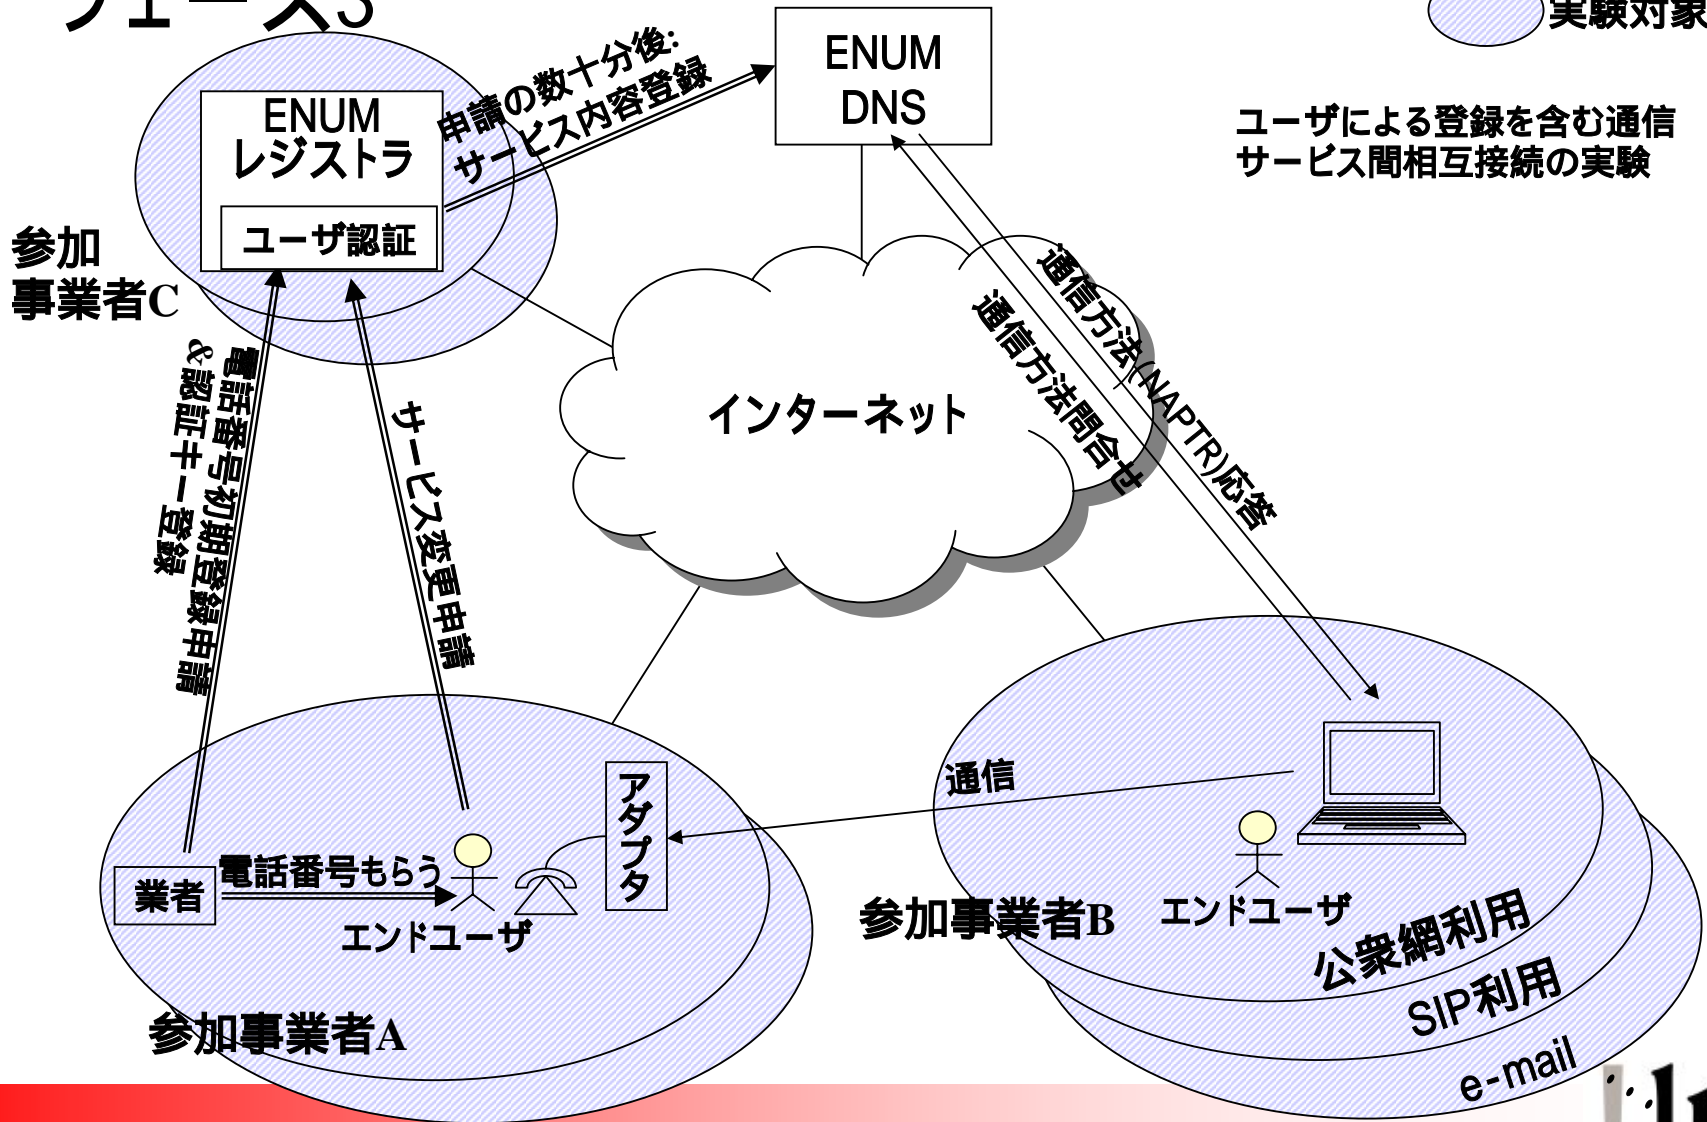 フェーズ3
実験対象
ユーザによる登録を含む通信
サービス間相互接続の実験
ENUM
DNS
申請の数十分後:
サービス内容登録
ENUM
レジストラ
ユーザ認証
参加
事業者C
電話番号初期登録申請
&認証キー登録
サービス変更申請
インターネット
通信方法(NAPTR)応答
通信方法問合せ
通信
アダプタ
業者
電話番号もらう
エンドユーザ
参加事業者A
参加事業者B
エンドユーザ
公衆網利用
SIP利用
e-mail